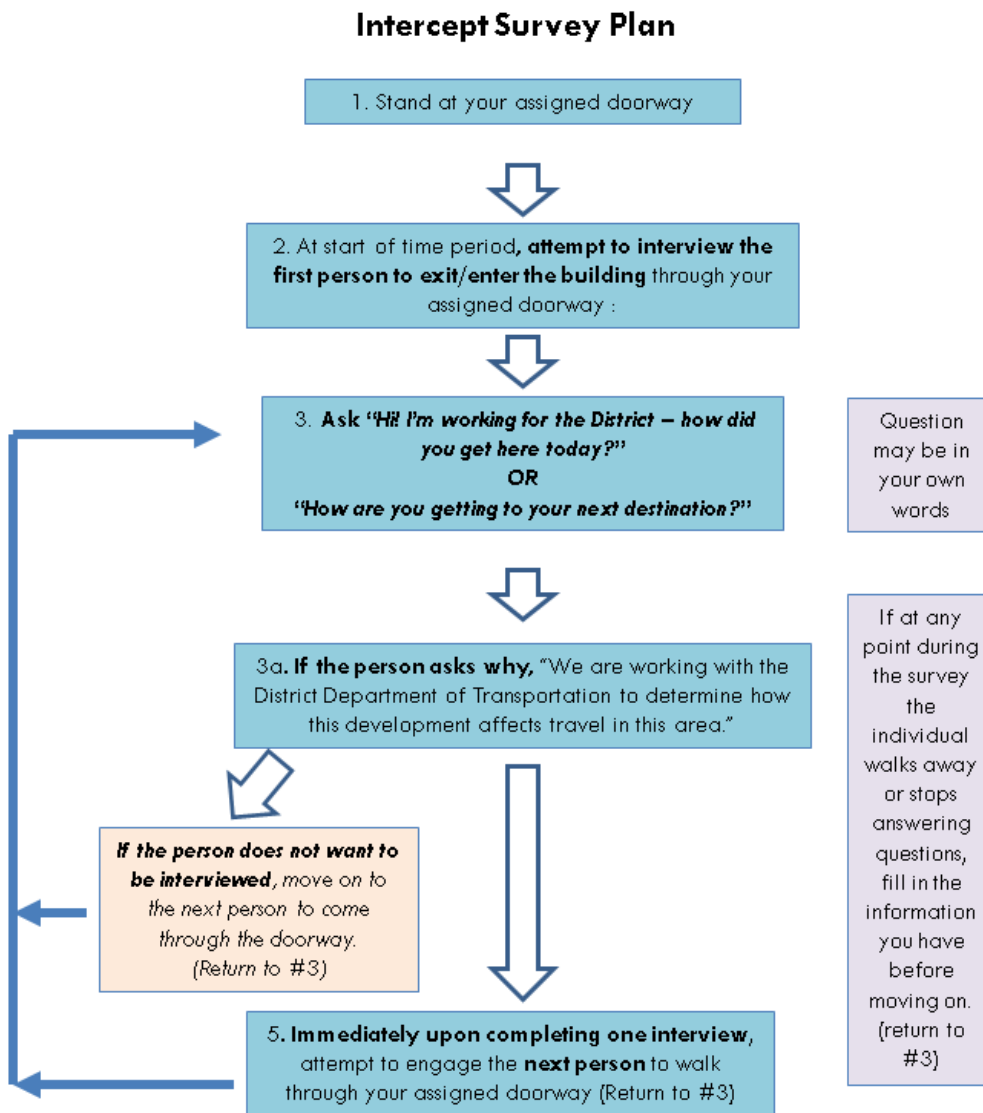 Intercept Survey Plan
1. Stand at your assigned doorway
2. At start of time period, attempt to interview the
first person to exit/enter the building through your
assigned doorway :
3. Ask “Hi! I’m working for the District – how did
you get here today?”
OR
“How are you getting to your next destination?”
Question
may be in
your own
words
3a. If the person asks why, “We are working with the
District Department of Transportation to determine how
this development affects travel in this area.”
If the person does not want to
be interviewed, move on to
the next person to come
through the doorway.
(Return to #3)
If at any
point during
the survey
the
individual
walks away
or stops
answering
questions,
fill in the
information
you have
before
moving on.
(return to
#3)
5. Immediately upon completing one interview,
attempt to engage the next person to walk
through your assigned doorway (Return to #3)